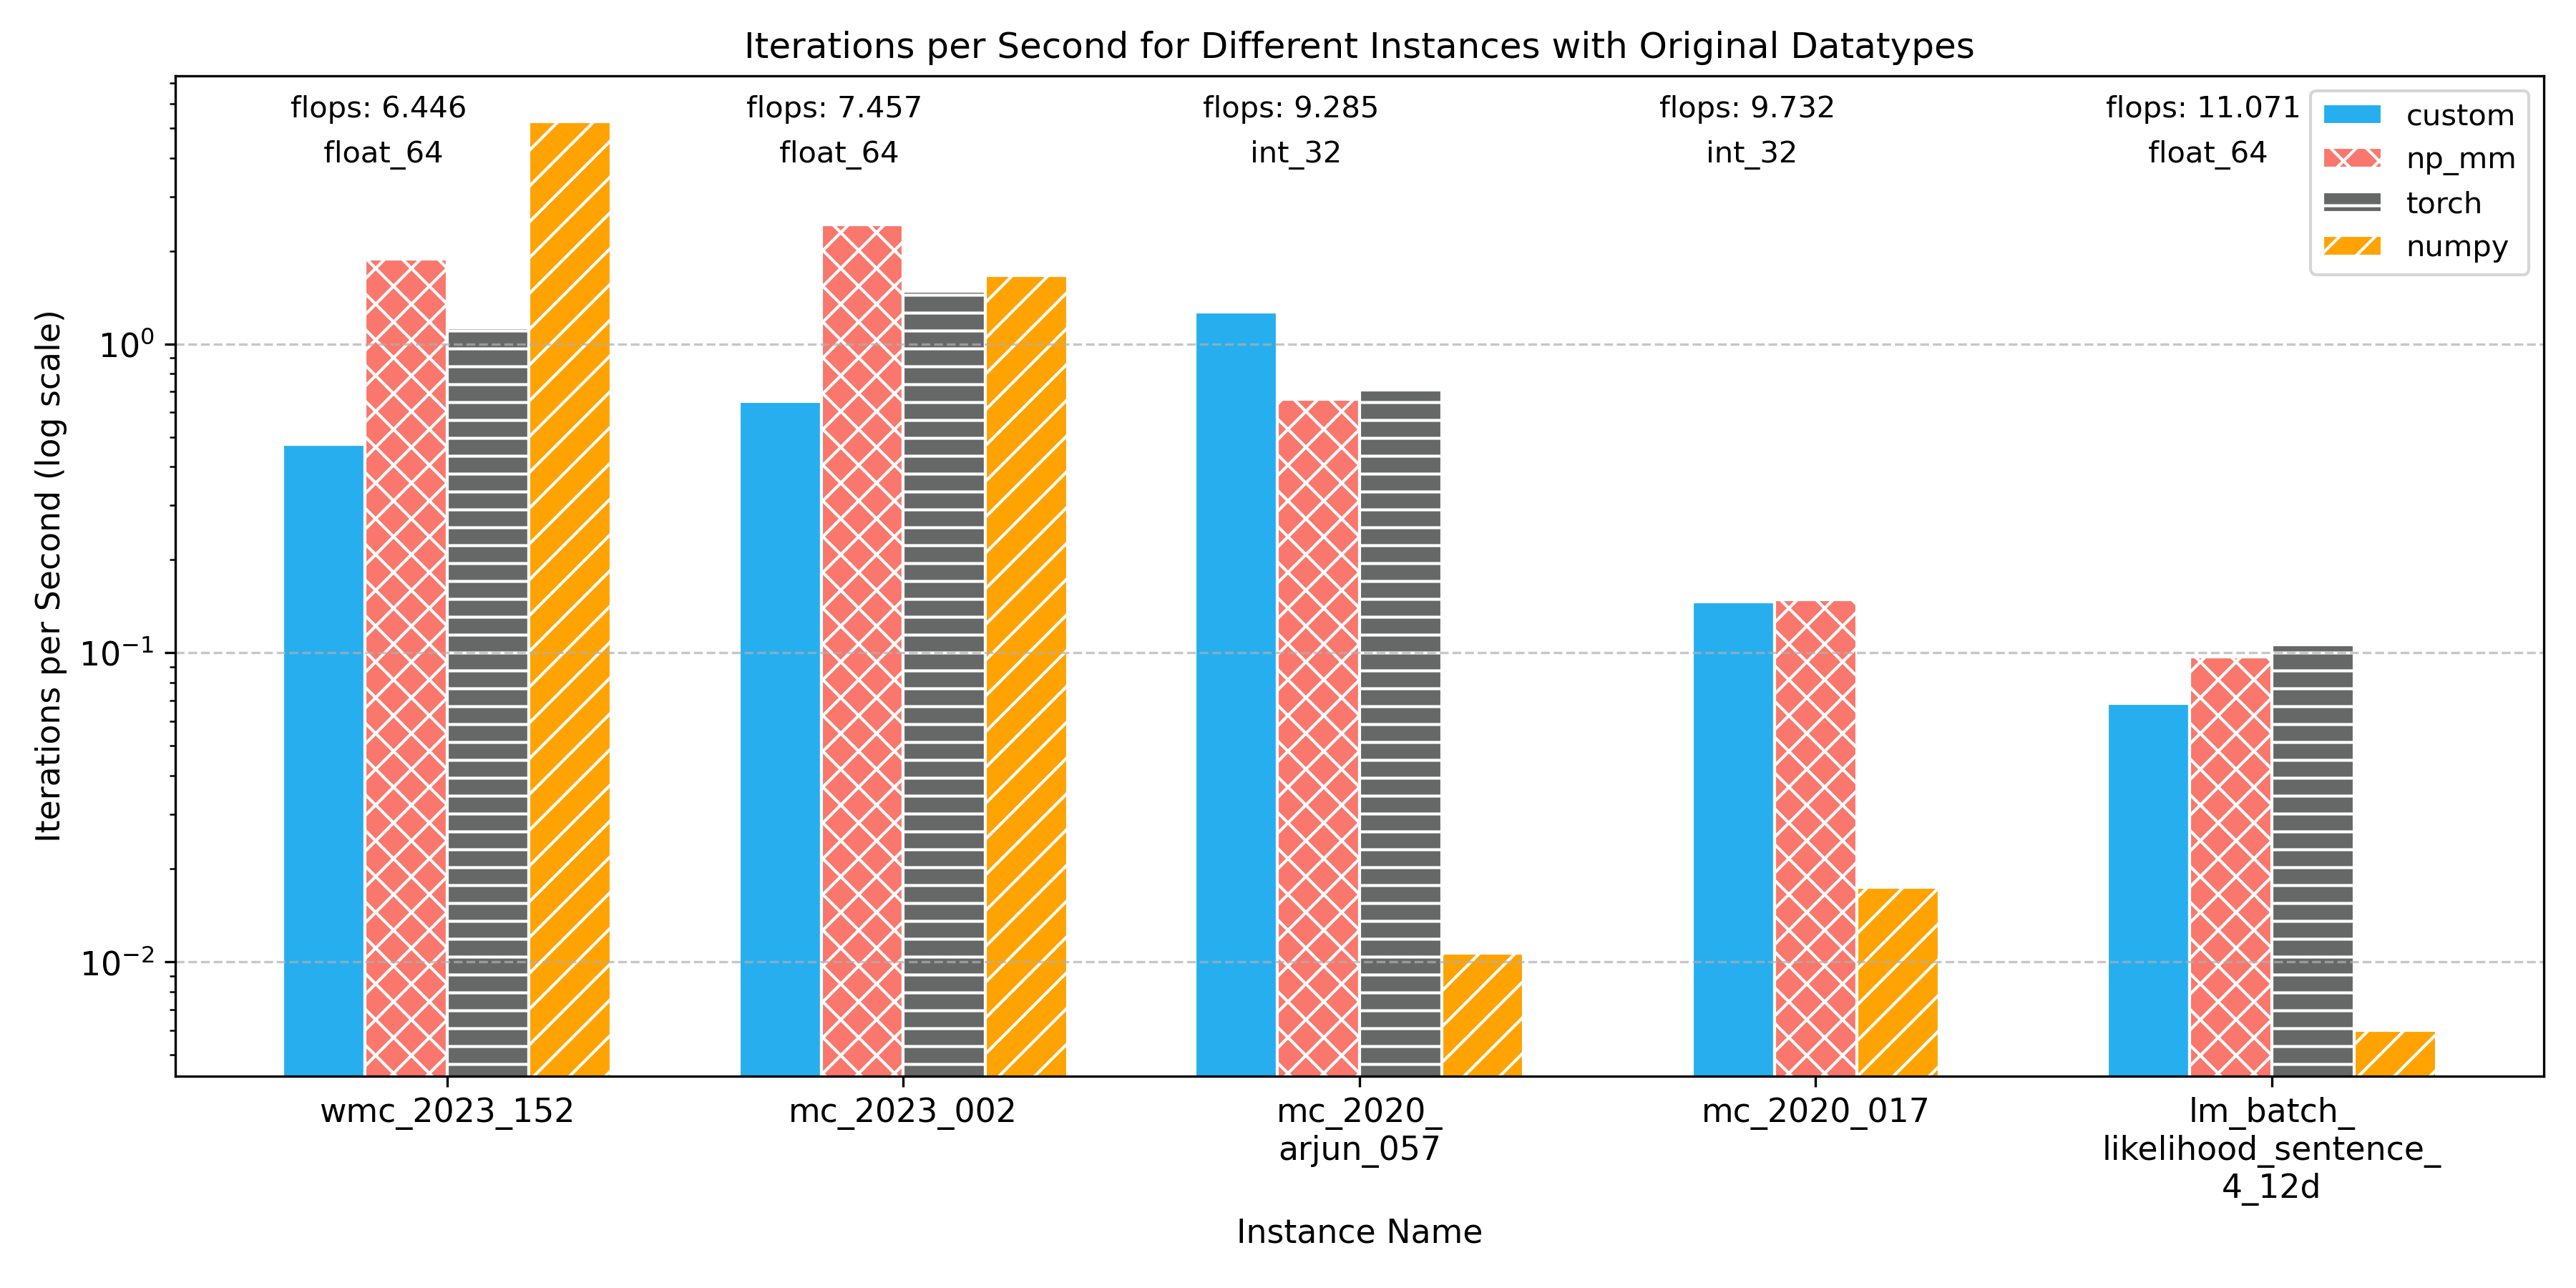 Iterations per Second for Different Instances with Original Datatypes
flops: 6.446
float_64
flops: 7.457
float_64
flops: 9.285
int_32
flops: 9.732
int_32
flops: 11.071
float_64
custom
np_mm
torch
numpy
Iterations per Second (log scale)
10⁰
10⁻¹
10⁻²
wmc_2023_152
mc_2023_002
mc_2020_
arjun_057
mc_2020_017
lm_batch_
likelihood_sentence_
4_12d
Instance Name